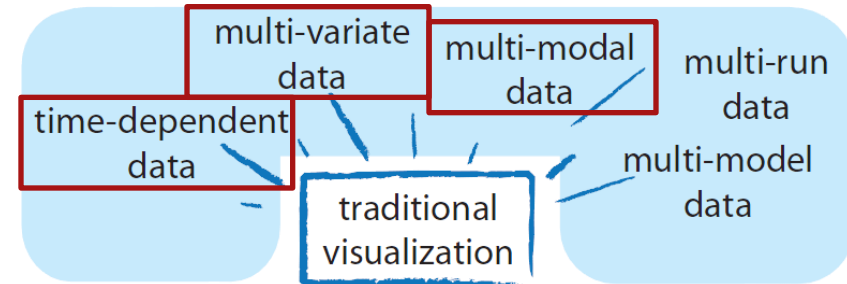 multi-variate
data
multi-modal
data
multi-run
data
time-dependent
data
multi-model
data
traditional
visualization